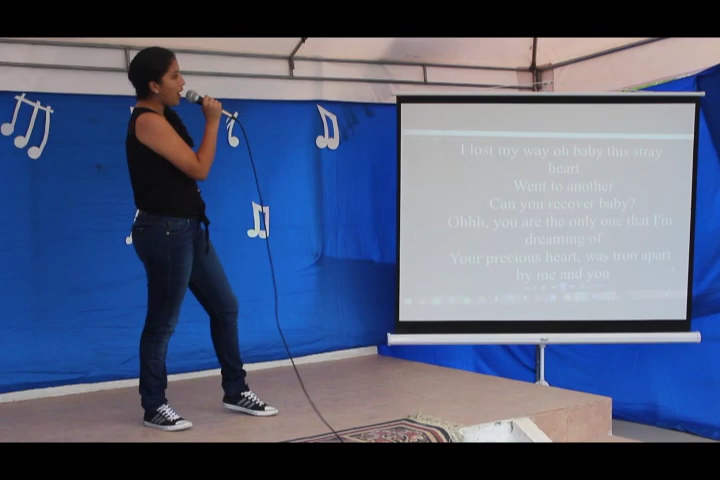 I lost my way oh baby this stray
heart
Went to another
Can you recover baby?
Ohhh, you are the only one that I'm
dreaming of
Your precious heart, was tron apart
by me and you